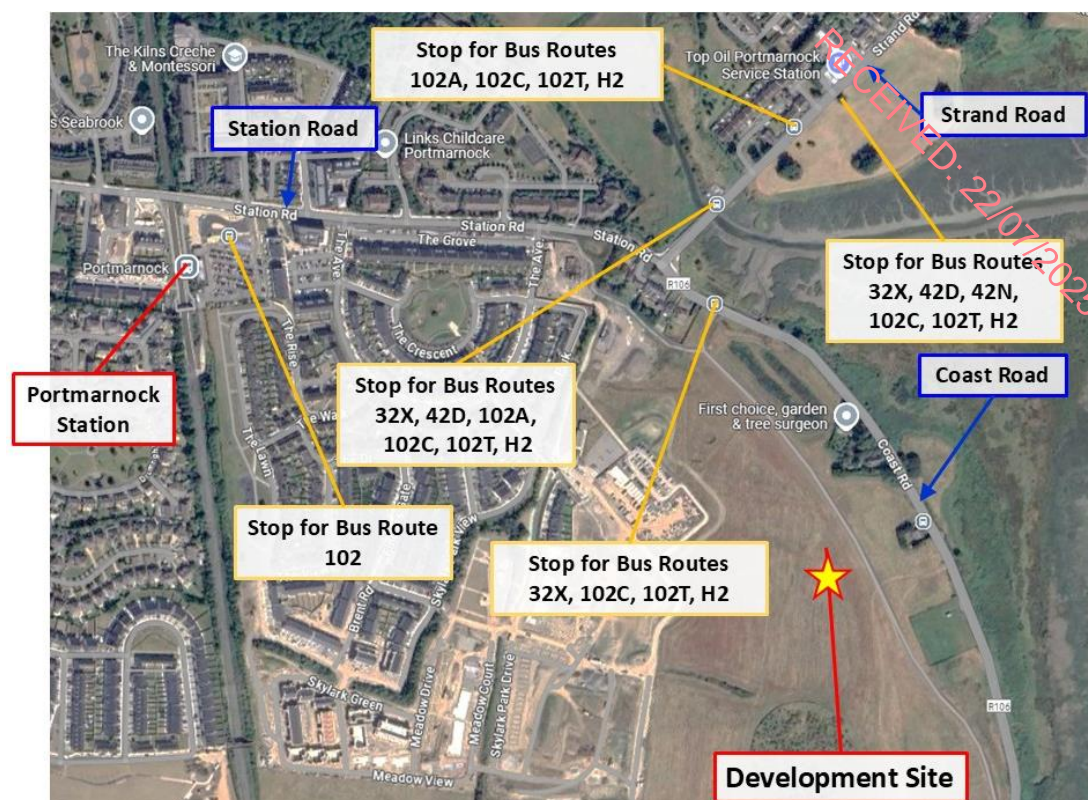 The Kilns Creche
& Montessori
Stop for Bus Routes
102A, 102C, 102T, H2
Top Oil Portmarnock
Service Station
Strand Rd
RECEIVED: 22/07/2025
Strand Road
s Seabrook
Station Road
Links Childcare
Portmarnock
Station Rd
Station Rd
Station Rd
The Grove
The Ave
The Ave
Portmarnock
R106
Stop for Bus Routes
32X, 42D, 42N,
102C, 102T, H2
The Rise
The Crescent
Portmarnock
Station
Stop for Bus Routes
32X, 42D, 102A,
102C, 102T, H2
Coast Road
First choice, garden
& tree surgeon
The Walk
The Lawn
Coast Rd
Stop for Bus Route
102
Stop for Bus Routes
32X, 102C, 102T, H2
Brent Rd
Skylark Green
Meadow Drive
Meadow Court
Skylark Park Drive
R106
Meadow View
Development Site